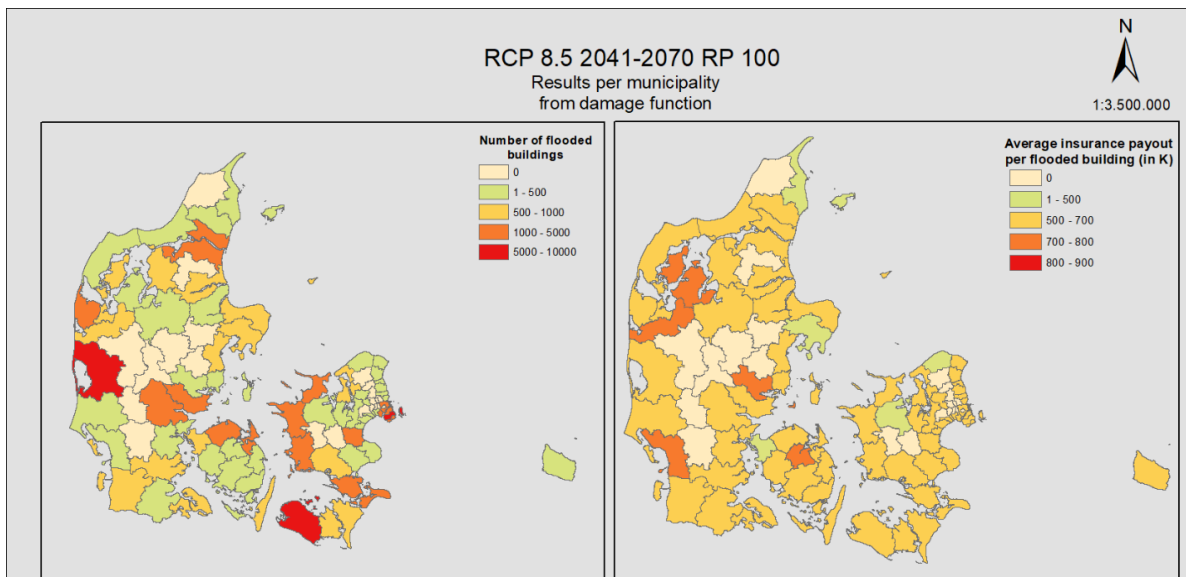 RCP 8.5 2041-2070 RP 100
Results per municipality
from damage function
N
1:3.500.000
Number of flooded
buildings
0
1 - 500
500 - 1000
1000 - 5000
5000 - 10000
Average insurance payout
per flooded building (in K)
0
1 - 500
500 - 700
700 - 800
800 - 900